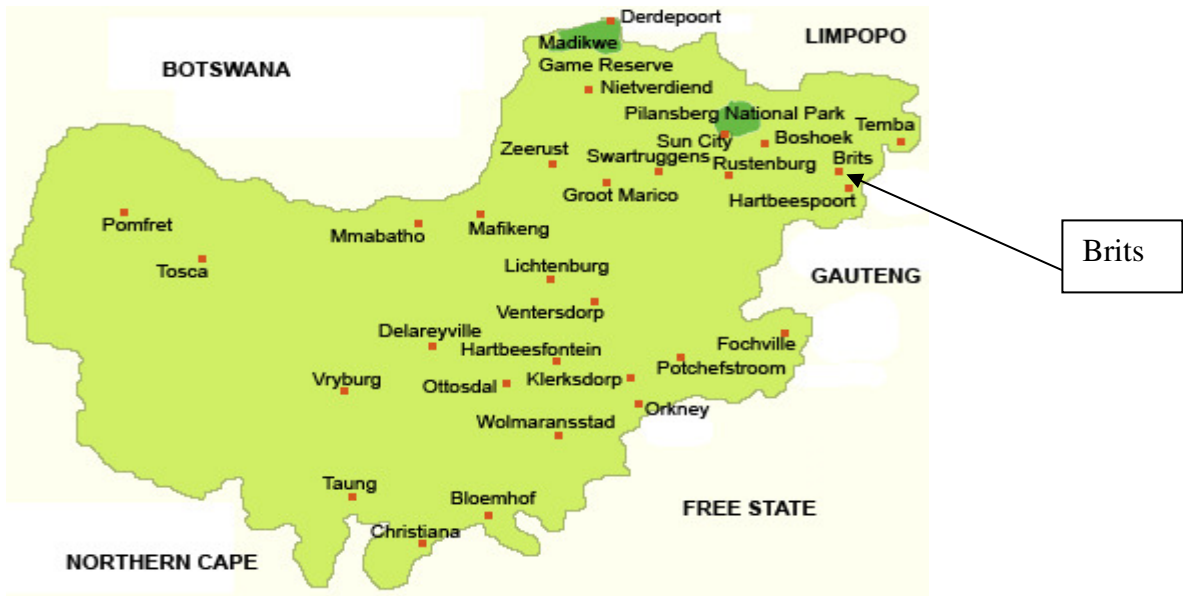 Derdepoort
LIMPOPO
Madikwe
BOTSWANA
Game Reserve
Nietverdiend
Pilansberg National Park
Temba
Sun City
Boshoek
Zeerust
Swartruggens
Rustenburg
Brits
Groot Marico
Hartbeespoort
Pomfret
Mmabatho
Mafikeng
Brits
Tosca
Lichtenburg
GAUTENG
Ventersdorp
Delareyville
Fochville
Hartbeesfontein
Potchefstroom
Vryburg
Ottosdal
Klerksdorp
Orkney
Wolmaransstad
Taung
Bloemhof
FREE STATE
Christiana
NORTHERN CAPE